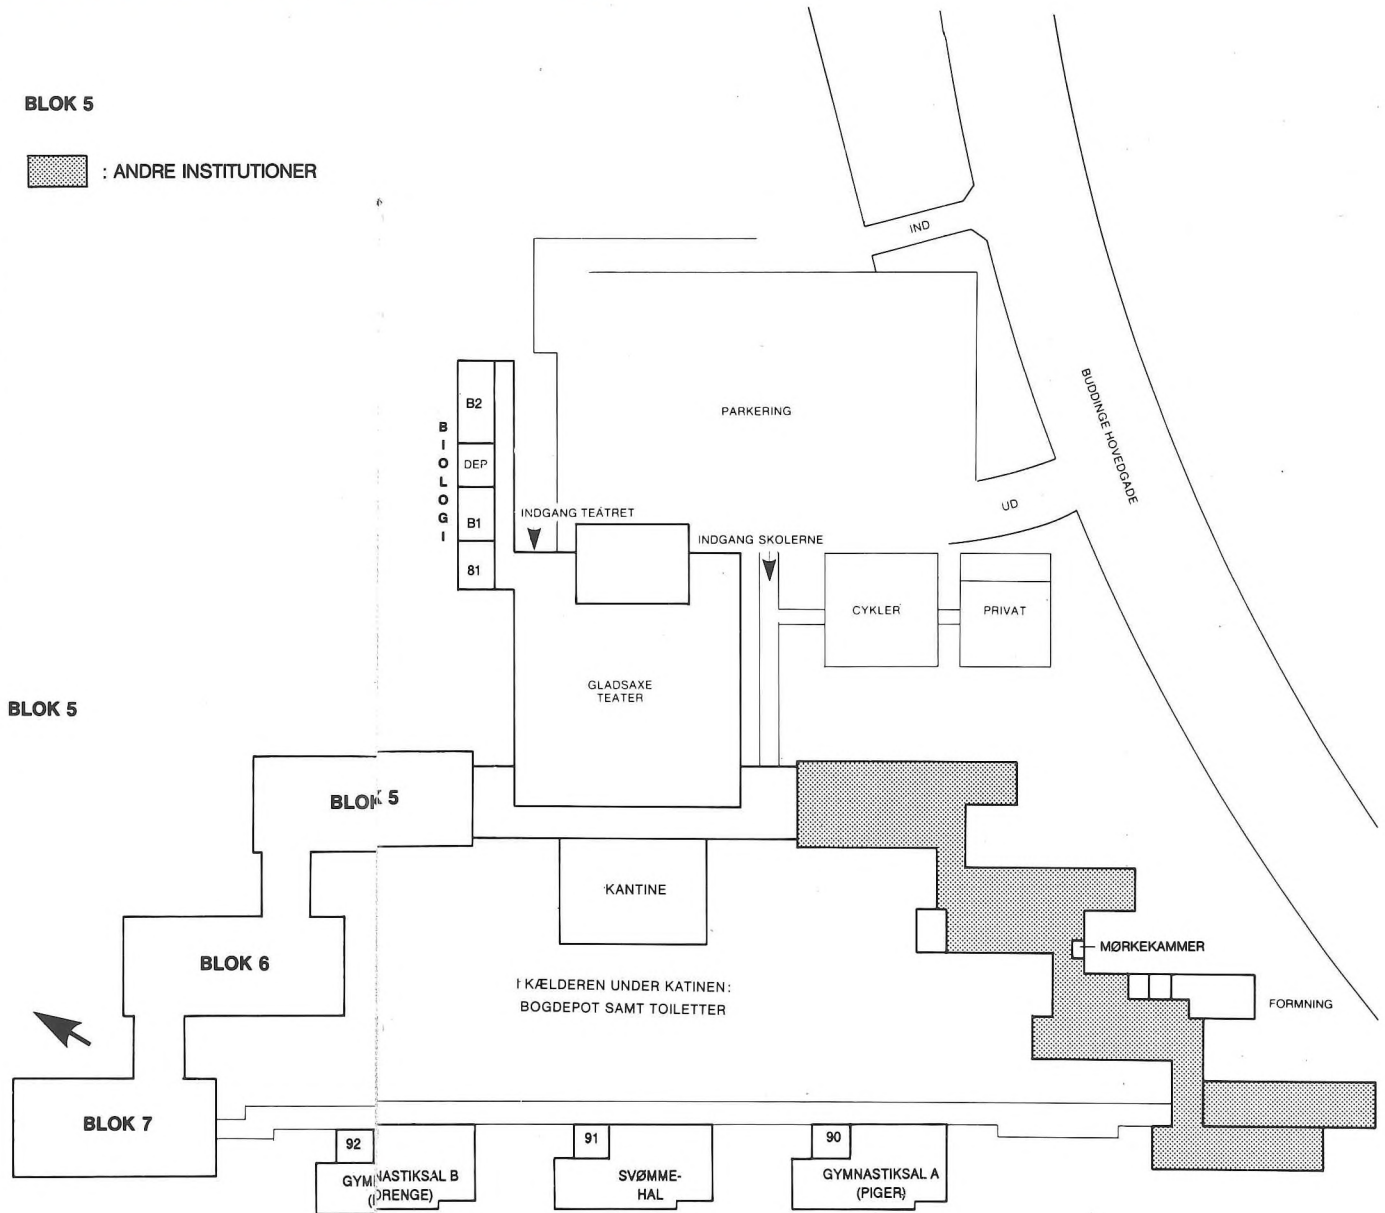 BLOK 5
: ANDRE INSTITUTIONER
IND
BUDDINGE HOVEDGADE
PARKERING
BIOLOGI
B2
DEP
B1
81
INDGANG TEATRET
INDGANG SKOLERNE
UD
CYKLER
PRIVAT
GLADSAXE
TEATER
BLOK 5
BLOK 5
KANTINE
BLOK 6
MØRKEKAMMER
I KÆLDEREN UNDER KATINEN:
BOGDEPOT SAMT TOILETTER
FORMNING
BLOK 7
92
GYMNASTIKSAL B
(DRENGE)
91
SVØMME-
HAL
90
GYMNASTIKSAL A
(PIGER)